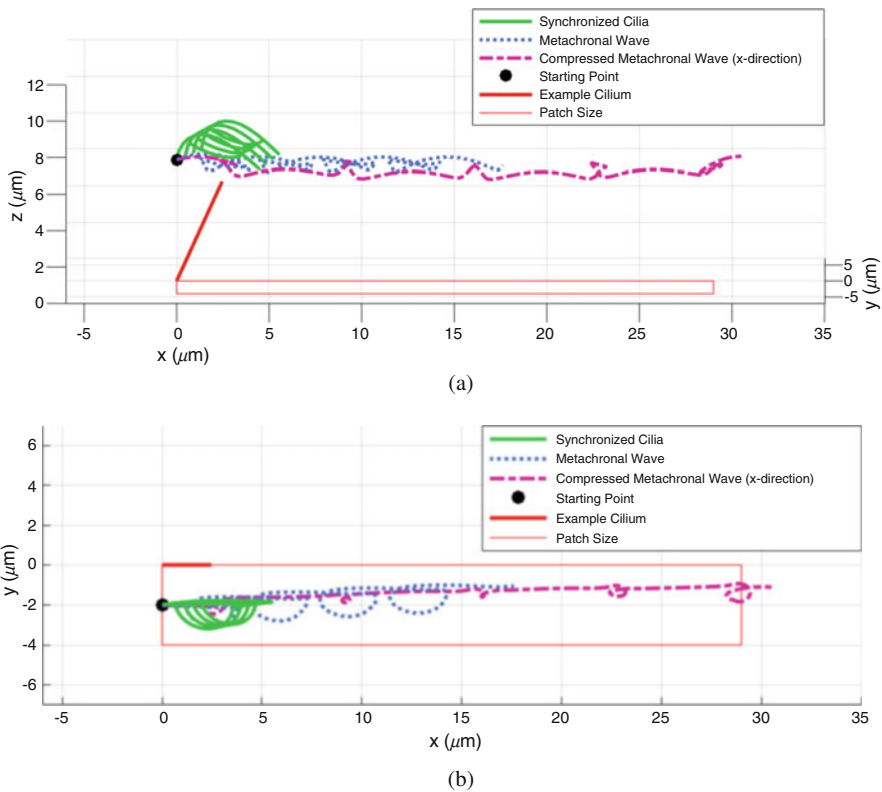 Synchronized Cilia
Metachronal Wave
Compressed Metachronal Wave (x-direction)
Starting Point
Example Cilium
Patch Size
12
10
8
6
4
2
0
z (μm)
5
0
-5
y (μm)
-5 0 5 10 15 20 25 30 35
x (μm)
(a)
Synchronized Cilia
Metachronal Wave
Compressed Metachronal Wave (x-direction)
Starting Point
Example Cilium
Patch Size
6
4
2
0
-2
-4
-6
y (μm)
-5 0 5 10 15 20 25 30 35
x (μm)
(b)